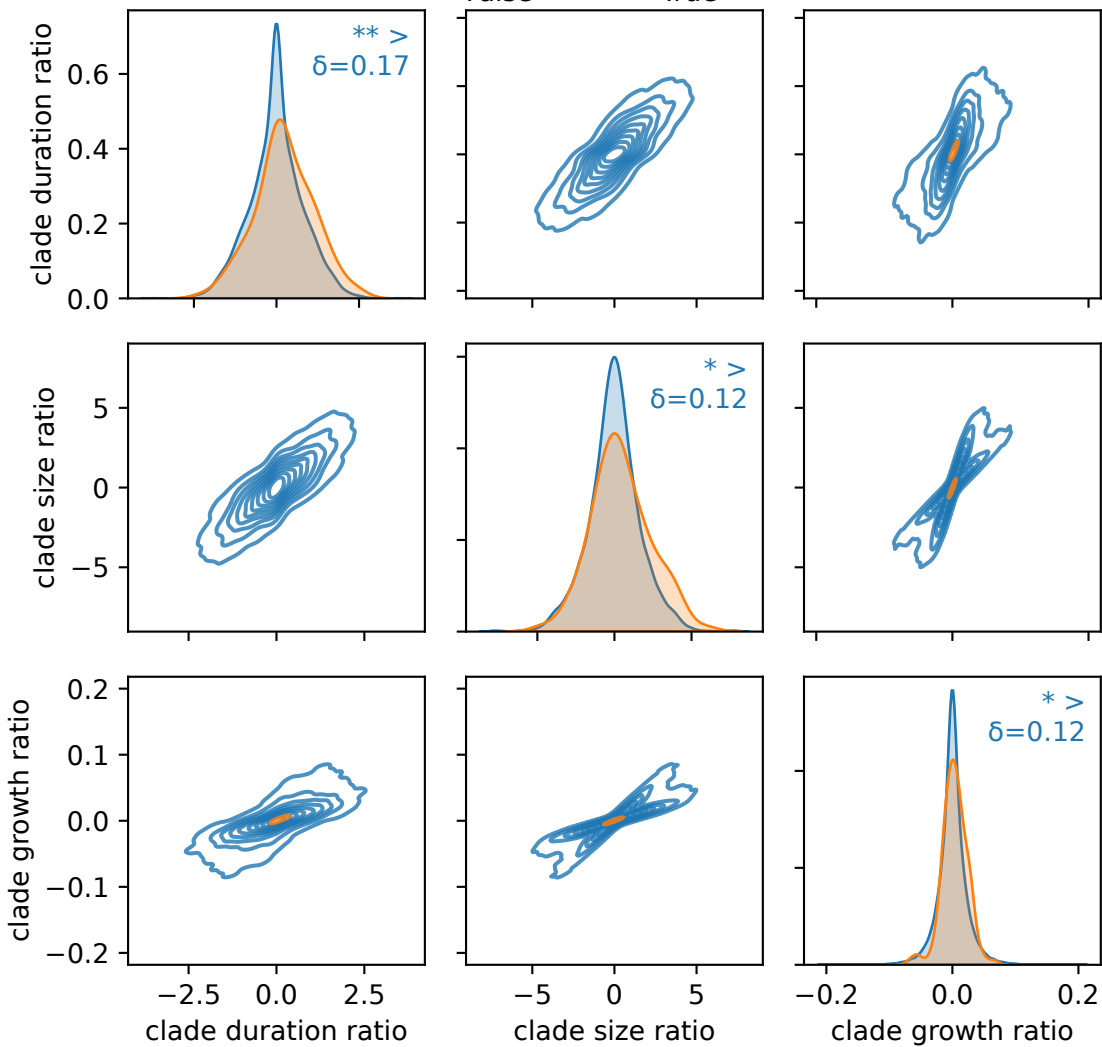 clade duration ratio
0.6
0.4
0.2
0.0
** >
δ=0.17
clade size ratio
5
0
−5
* >
δ=0.12
clade growth ratio
0.2
0.1
0.0
−0.1
−0.2
* >
δ=0.12
−2.5 0.0 2.5
−5 0 5
−0.2 0.0 0.2
clade duration ratio
clade size ratio
clade growth ratio